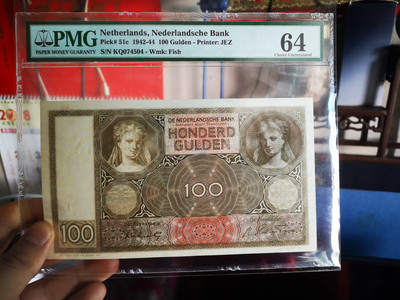 PMG
PAPER MONEY GUARANTY
Netherlands, Nederlandsche Bank
Pick# 51c 1942-44 100 Gulden - Printer: JEZ
S/N KQ074504 - Wmk: Fish
64
Choice Uncirculated
DE NEDERLANDSCHE BANK
HONDERD
GULDEN
100
100